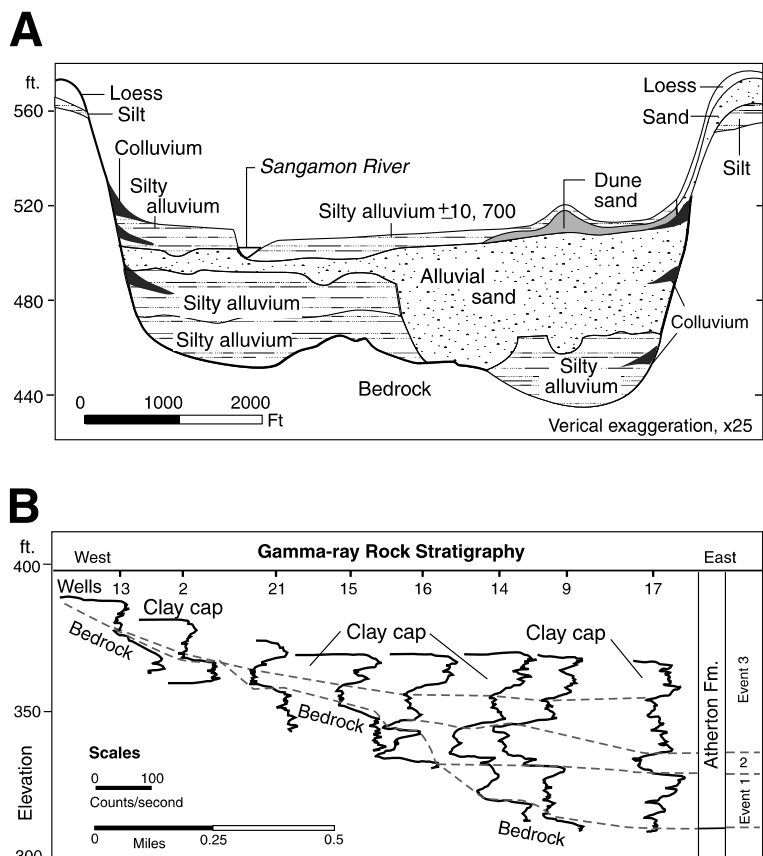 A
ft.
560
520
480
440
Loess
Silt
Colluvium
Silty
alluvium
Sangamon River
Silty alluvium ±10, 700
Dune
sand
Loess
Sand
Silt
Alluvial
sand
Silty alluvium
Silty alluvium
Colluvium
Silty
alluvium
Bedrock
0 1000 2000
Ft
Verical exaggeration, x25
B
ft.
400
West Gamma-ray Rock Stratigraphy East
Wells 13 2 21 15 16 14 9 17
Clay cap
Clay cap
Clay cap
Bedrock
Bedrock
Bedrock
350
Elevation
300
Scales
0 100
Counts/second
0 0.25 0.5
Miles
Atherton Fm.
Event 3
2
Event 1